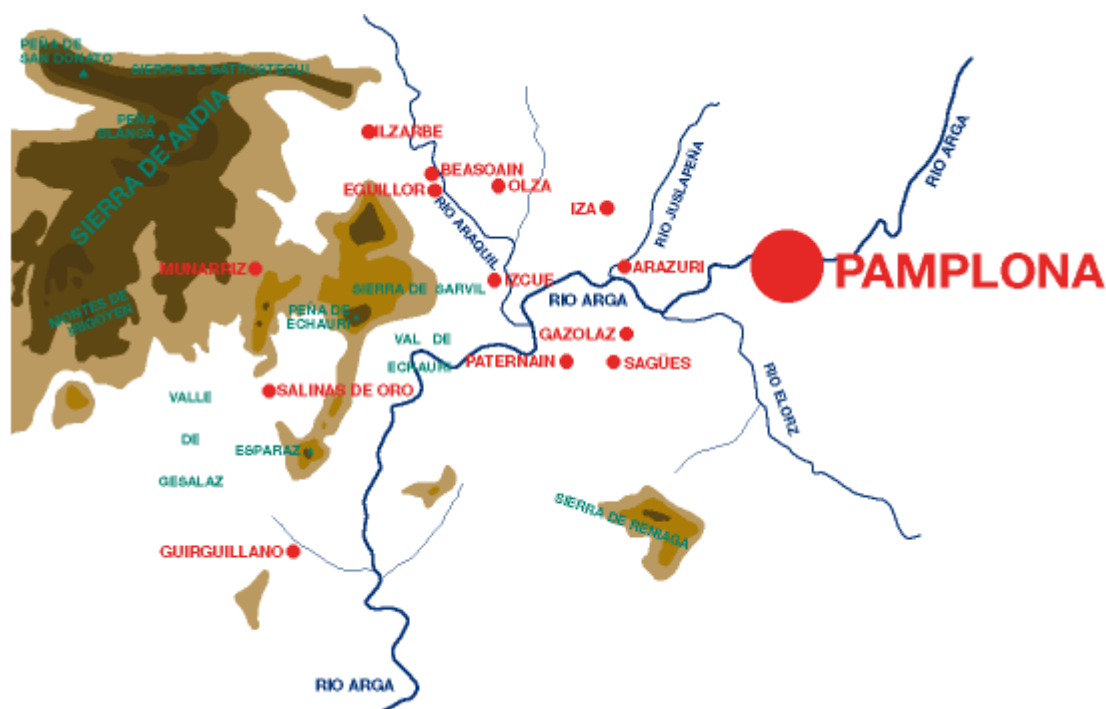 PEÑA DE
SAN DONATO
SIERRA DE SATRUSTEGUI
PEÑA
BLANCA
SIERRA DE ANDIA
ILZARBE
BEASOAIN
EGUILLOR
OLZA
RIO ARAQUIL
IZA
RIO JUSLAPEÑA
RIO ARGA
MUNARRIZ
IZCUE
ARAZURI
PAMPLONA
SIERRA DE SARVIL
RIO ARGA
MONTES DE
PEÑA DE
ECHAURI
VAL DE
ECHAURI
GAZOLAZ
PATERNAIN
SAGÜES
RIO ELORZ
SALINAS DE ORO
VALLE
DE
GESALAZ
ESPARAZ
SIERRA DE RENIAGA
GUIRGUILLANO
RIO ARGA